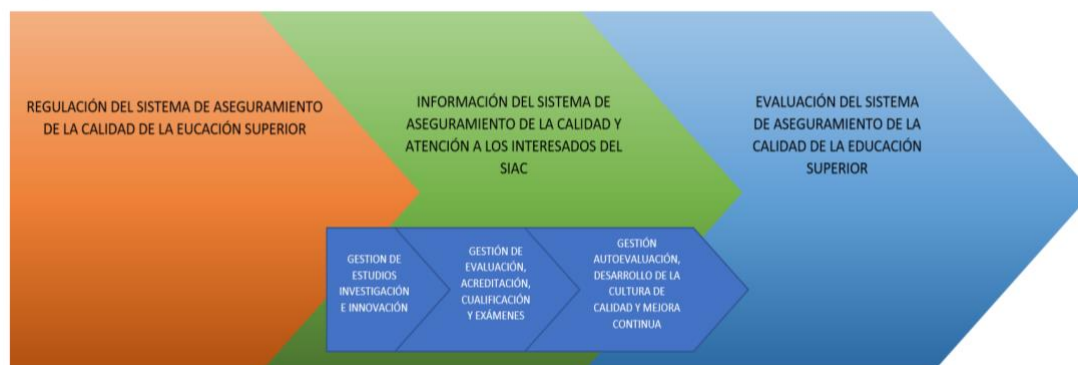 REGULACIÓN DEL SISTEMA DE ASEGURAMIENTO
DE LA CALIDAD DE LA EUCACIÓN SUPERIOR
INFORMACIÓN DEL SISTEMA DE
ASEGURAMIENTO DE LA CALIDAD Y
ATENCIÓN A LOS INTERESADOS DEL
SIAC
EVALUACIÓN DEL SISTEMA
DE ASEGURAMIENTO DE LA
CALIDAD DE LA EDUCACIÓN
SUPERIOR
GESTION DE
ESTUDIOS
INVESTIGACIÓN
E INNOVACIÓN
GESTIÓN DE
EVALUACIÓN,
ACREDITACIÓN,
CUALIFICACIÓN
Y EXÁMENES
GESTIÓN
AUTOEVALUACIÓN,
DESARROLLO DE LA
CULTURA DE
CALIDAD Y MEJORA
CONTINUA